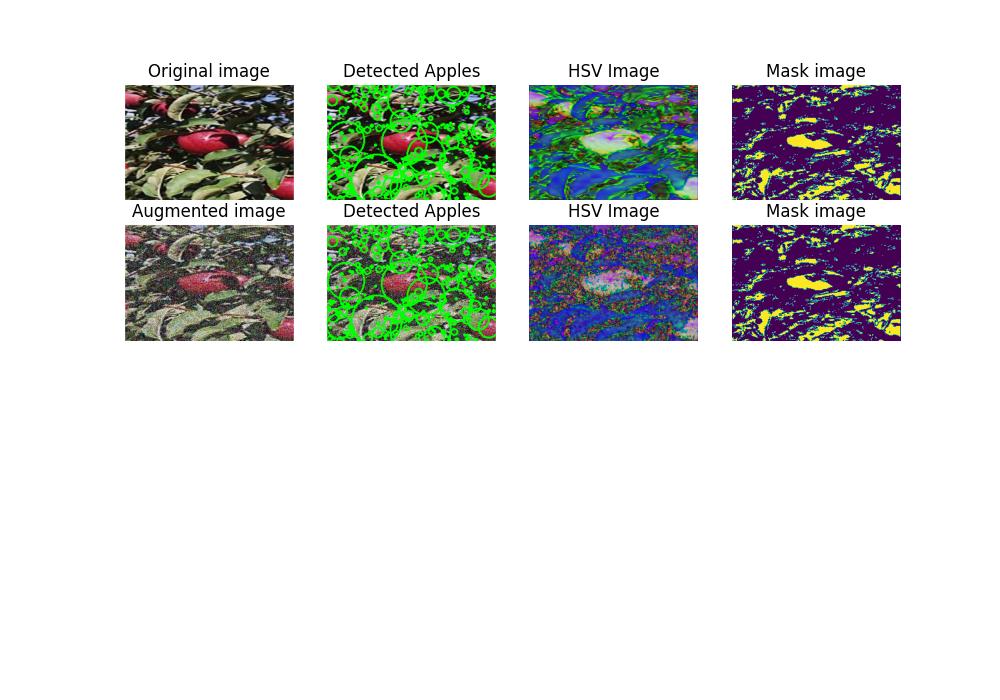 Original image
Detected Apples
HSV Image
Mask image
Augmented image
Detected Apples
HSV Image
Mask image